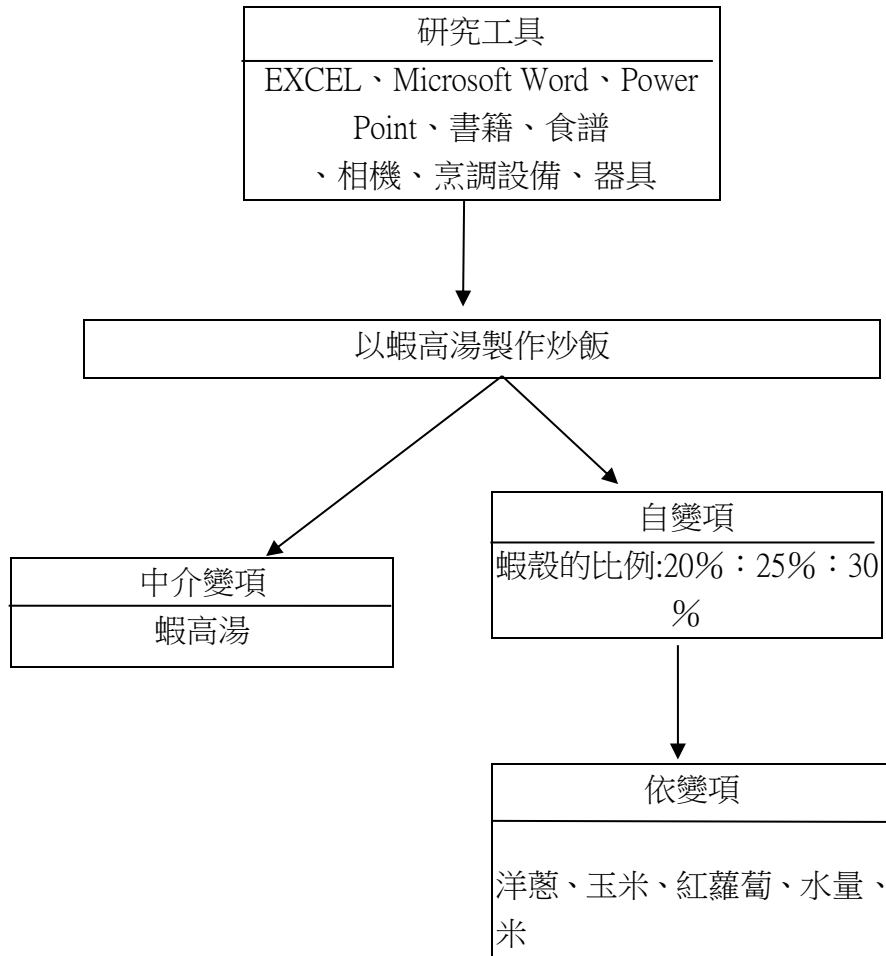 研究工具
EXCEL、Microsoft Word、Power
Point、書籍、食譜
、相機、烹調設備、器具
以蝦高湯製作炒飯
自變項
蝦殼的比例:20%：25%：30
%
中介變項
蝦高湯
依變項
洋蔥、玉米、紅蘿蔔、水量、
米